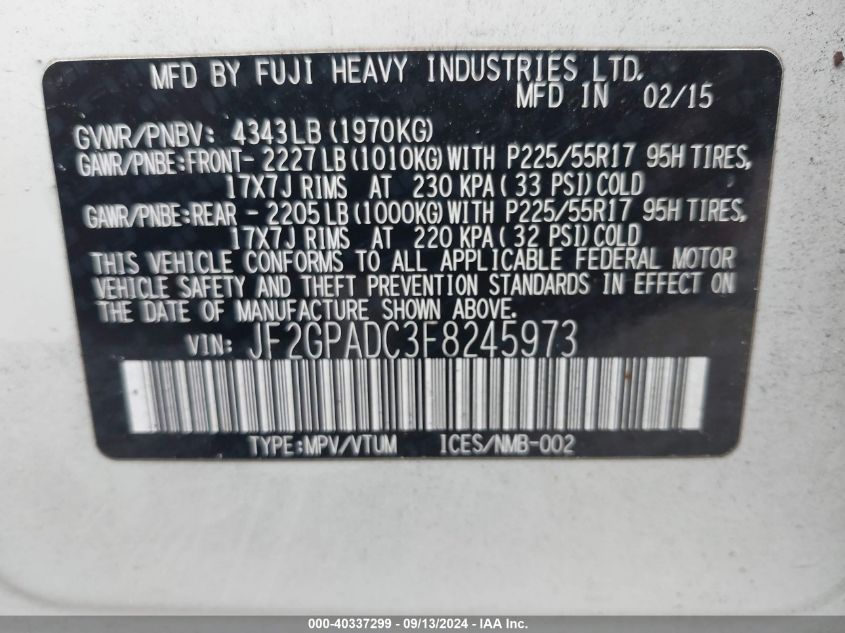 MFD BY FUJI HEAVY INDUSTRIES LTD.
MFD IN 02/15
GVWR/PNBV: 4343LB(1970KG)
GAWR/PNBE:FRONT- 2227LB(1010KG)WITH P225/55R17 95H TIRES,
17X7J RIMS AT 230 KPA(33 PSI)COLD
GAWR/PNBE:REAR - 2205LB(1000KG)WITH P225/55R17 95H TIRES,
17X7J RIMS AT 220 KPA(32 PSI)COLD
THIS VEHICLE CONFORMS TO ALL APPLICABLE FEDERAL MOTOR
VEHICLE SAFETY AND THEFT PREVENTION STANDARDS IN EFFECT ON
THE DATE OF MANUFACTURE SHOWN ABOVE.
VIN: JF2GPADC3F8245973
TYPE:MPV/VTUM ICES/NMB-002
000-40337299 - 09/13/2024 - IAA Inc.